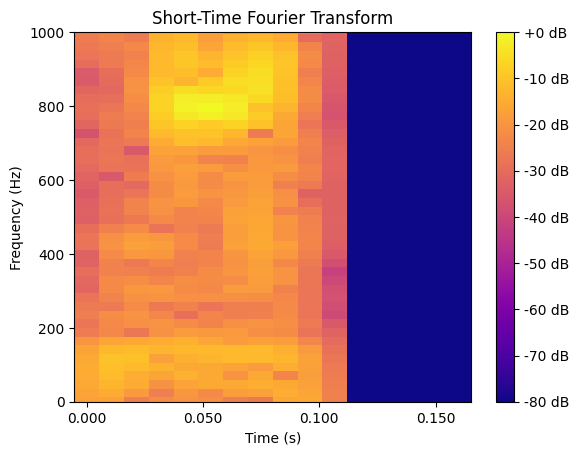 Short-Time Fourier Transform
Frequency (Hz)
1000
800
600
400
200
0
0.000
0.050
0.100
0.150
Time (s)
+0 dB
-10 dB
-20 dB
-30 dB
-40 dB
-50 dB
-60 dB
-70 dB
-80 dB